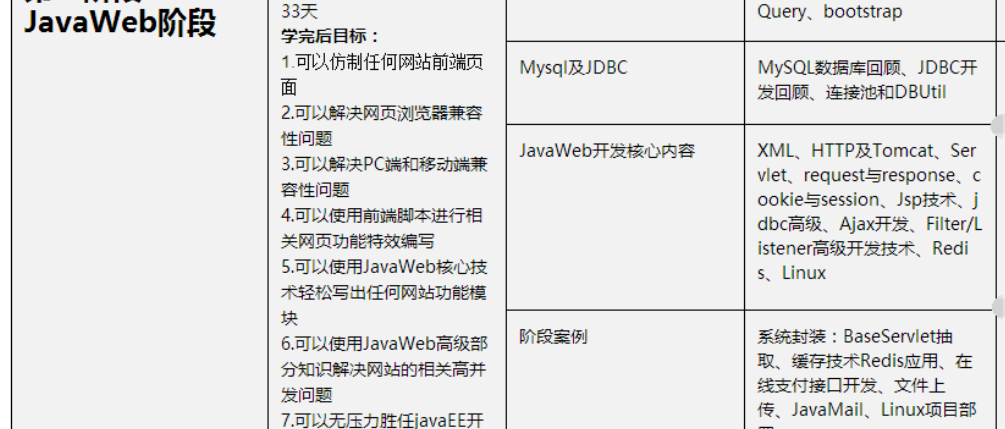 JavaWeb阶段
33天
学完后目标：
1.可以仿制任何网站前端页
面
2.可以解决网页浏览器兼容
性问题
3.可以解决PC端和移动端兼
容性问题
4.可以使用前端脚本进行相
关网页功能特效编写
5.可以使用JavaWeb核心技
术轻松写出任何网站功能模
块
6.可以使用JavaWeb高级部
分知识解决网站的相关高并
发问题
7.可以无压力胜任javaEE开
Query、bootstrap
Mysql及JDBC
MySQL数据库回顾、JDBC开
发回顾、连接池和DBUtil
JavaWeb开发核心内容
XML、HTTP及Tomcat、Ser
vlet、request与response、c
ookie与session、Jsp技术、j
dbc高级、Ajax开发、Filter/L
istener高级开发技术、Redi
s、Linux
阶段案例
系统封装：BaseServlet抽
取、缓存技术Redis应用、在
线支付接口开发、文件上
传、JavaMail、Linux项目部